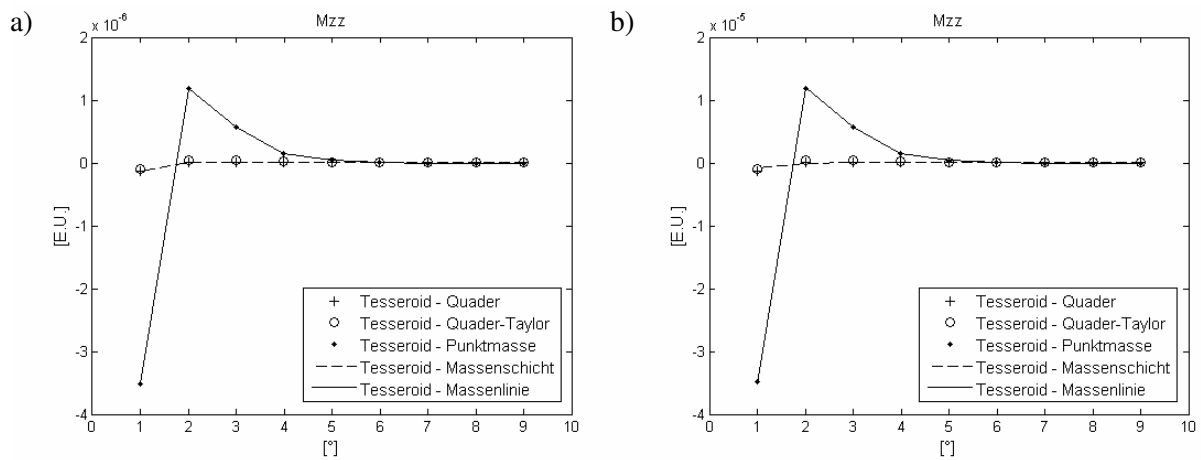 a)
x 10⁻⁶
Mzz
2
1
0
-1
-2
-3
-4
[E.U.]
0 1 2 3 4 5 6 7 8 9 10
[°]
Tesseroid - Quader
Tesseroid - Quader-Taylor
Tesseroid - Punktmasse
Tesseroid - Massenschicht
Tesseroid - Massenlinie
b)
x 10⁻⁵
Mzz
2
1
0
-1
-2
-3
-4
[E.U.]
0 1 2 3 4 5 6 7 8 9 10
[°]
Tesseroid - Quader
Tesseroid - Quader-Taylor
Tesseroid - Punktmasse
Tesseroid - Massenschicht
Tesseroid - Massenlinie